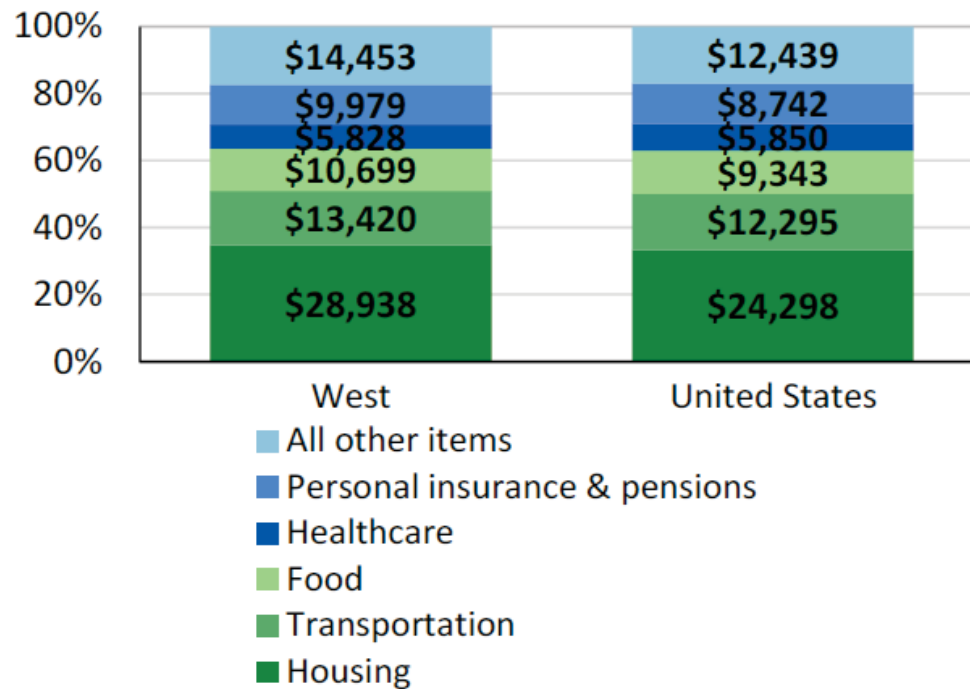 100%
80%
60%
40%
20%
0%
$14,453
$9,979
$5,828
$10,699
$13,420
$28,938
$12,439
$8,742
$5,850
$9,343
$12,295
$24,298
West
United States
All other items
Personal insurance & pensions
Healthcare
Food
Transportation
Housing